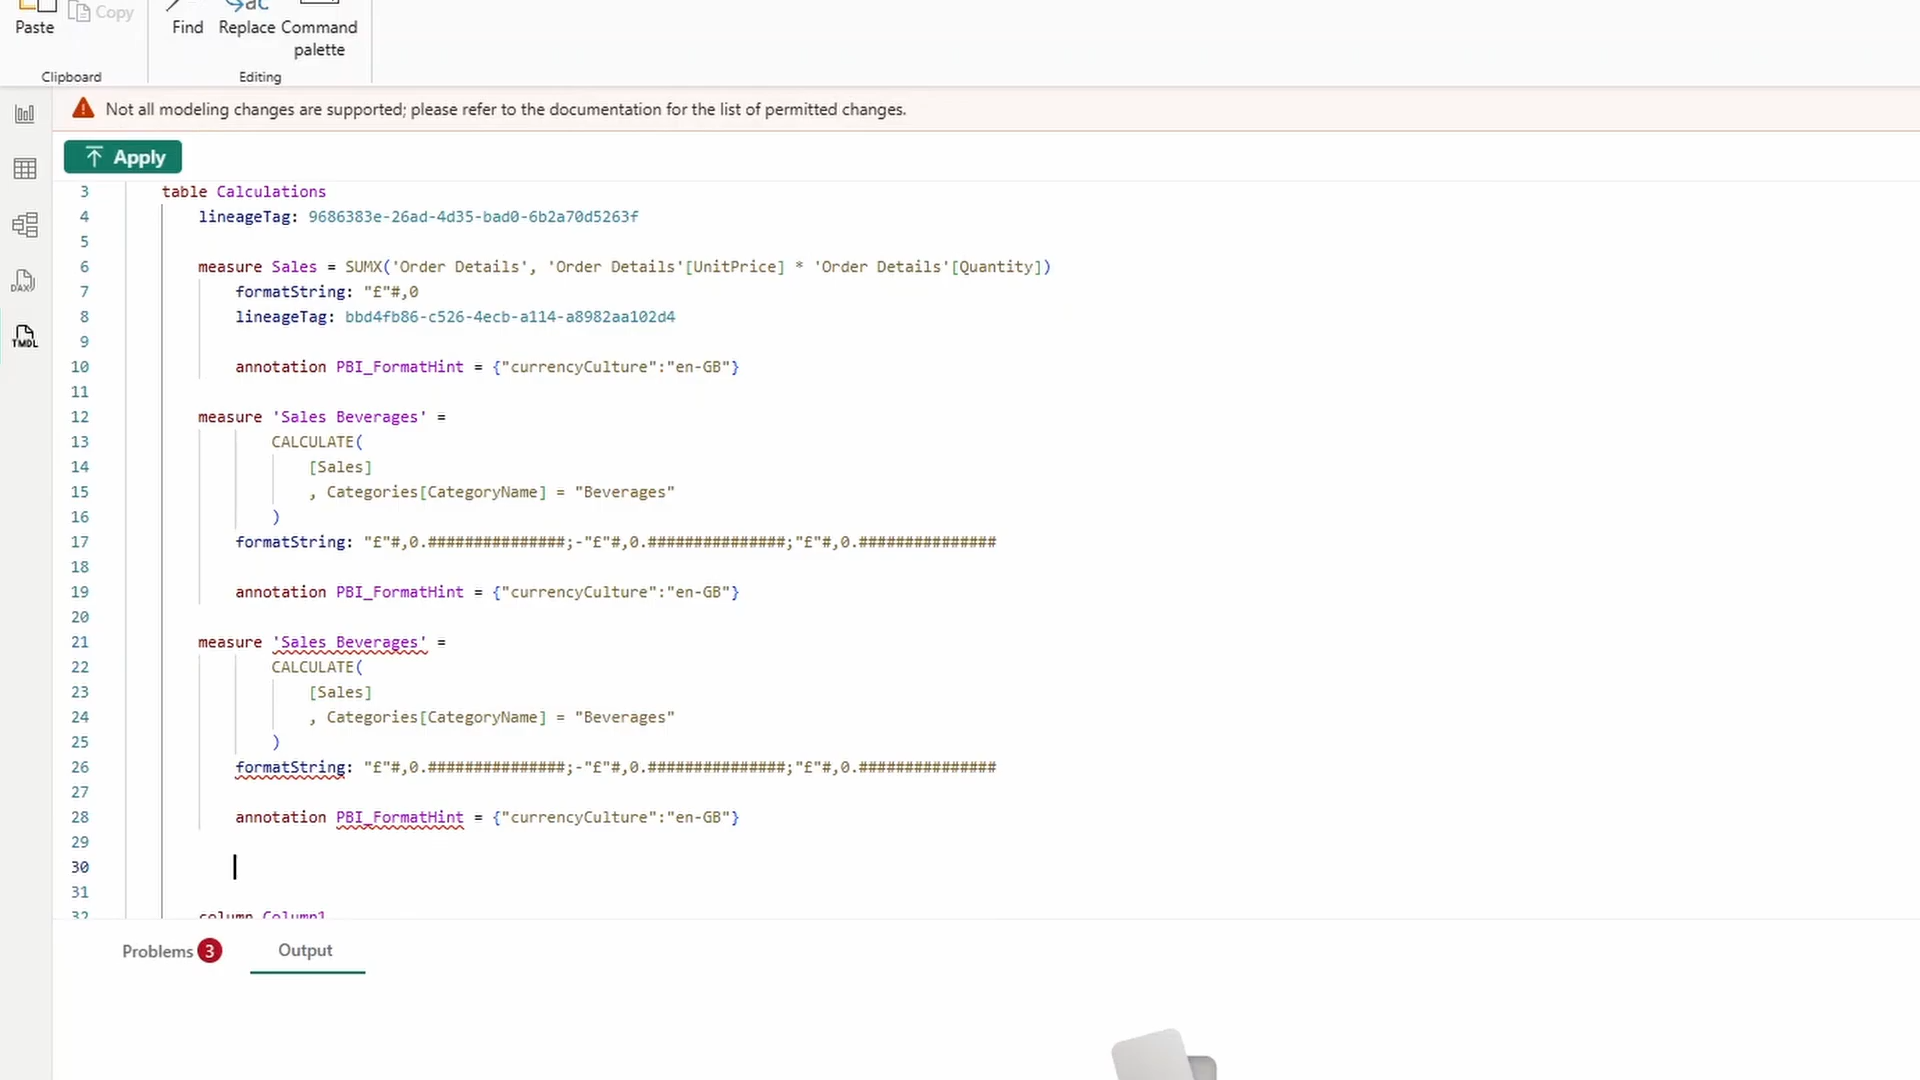 Paste
Copy
Find
Replace
Command palette
Clipboard
Editing
Not all modeling changes are supported; please refer to the documentation for the list of permitted changes.
Apply
DAX
TMDL
3 table Calculations
4 lineageTag: 9686383e-26ad-4d35-bad0-6b2a70d5263f
5
6 measure Sales = SUMX('Order Details', 'Order Details'[UnitPrice] * 'Order Details'[Quantity])
7 formatString: "£"#,0
8 lineageTag: bbd4fb86-c526-4ecb-a114-a8982aa102d4
9
10 annotation PBI_FormatHint = {"currencyCulture":"en-GB"}
11
12 measure 'Sales Beverages' =
13 CALCULATE(
14 [Sales]
15 , Categories[CategoryName] = "Beverages"
16 )
17 formatString: "£"#,0.###############;-"£"#,0.###############;"£"#,0.###############
18
19 annotation PBI_FormatHint = {"currencyCulture":"en-GB"}
20
21 measure 'Sales Beverages' =
22 CALCULATE(
23 [Sales]
24 , Categories[CategoryName] = "Beverages"
25 )
26 formatString: "£"#,0.###############;-"£"#,0.###############;"£"#,0.###############
27
28 annotation PBI_FormatHint = {"currencyCulture":"en-GB"}
29
30
31
32 column Column1
Problems 3
Output